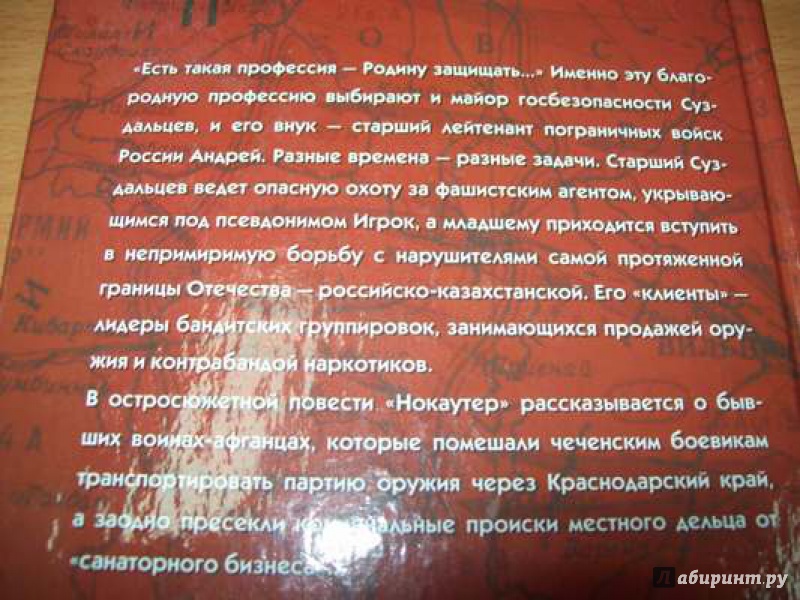 «Есть такая профессия — Родину защищать...» Именно эту благо-
родную профессию выбирают и майор госбезопасности Суз-
дальцев, и его внук — старший лейтенант пограничных войск
России Андрей. Разные времена — разные задачи. Старший Суз-
дальцев ведет опасную охоту за фашистским агентом, укрываю-
щимся под псевдонимом Игрок, а младшему приходится вступить
в непримиримую борьбу с нарушителями самой протяженной
границы Отечества — российско-казахстанской. Его «клиенты» —
лидеры бандитских группировок, занимающихся продажей ору-
жия и контрабандой наркотиков.
В остросюжетной повести «Нокаутер» рассказывается о быв-
ших воинах-афганцах, которые помешали чеченским боевикам
транспортировать партию оружия через Краснодарский край,
а заодно пресекли происки местного дельца от
«санаторного бизнеса
Лабиринт.ру